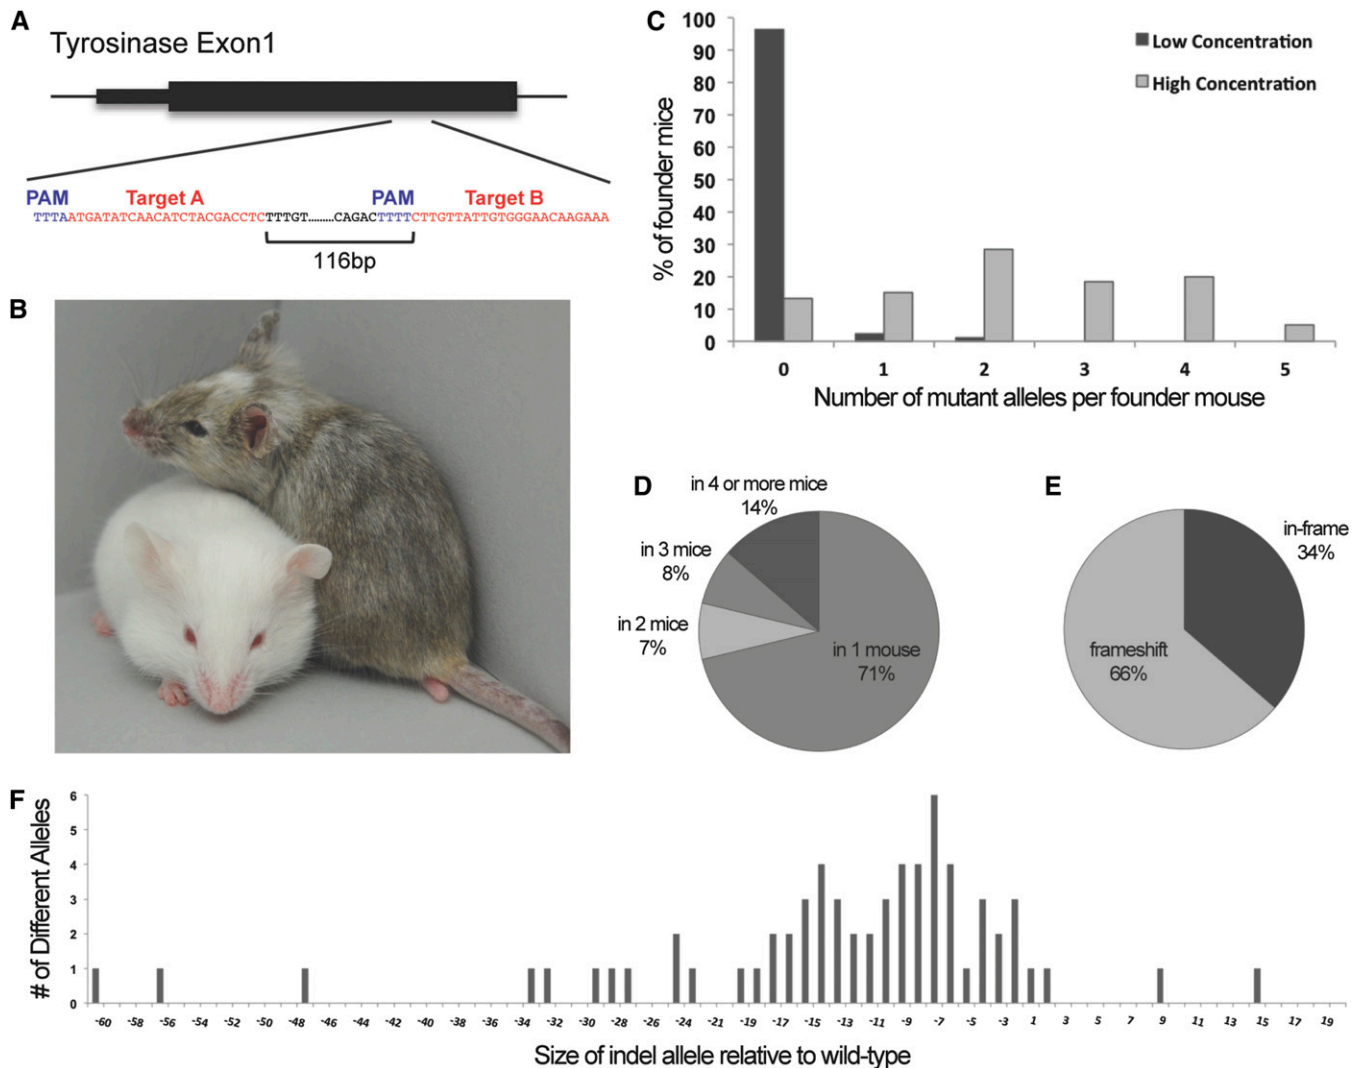 A
Tyrosinase Exon1
PAM Target A PAM Target B
TTTAATGATATCAACATCTACGACCTCTTTGT.........CAGACTTTTCTTGTTATTGTGGGAACAAGAAA
116bp
B
C
100
90
80
70
60
50
40
30
20
10
0
% of founder mice
Low Concentration
High Concentration
0 1 2 3 4 5
Number of mutant alleles per founder mouse
D
in 4 or more mice
14%
in 3 mice
8%
in 2 mice
7%
in 1 mouse
71%
E
in-frame
34%
frameshift
66%
F
# of Different Alleles
6
5
4
3
2
1
0
-60 -58 -56 -54 -52 -50 -48 -46 -44 -42 -40 -38 -36 -34 -32 -30 -28 -26 -24 -21 -19 -17 -15 -13 -11 -9 -7 -5 -3 1 3 5 7 9 11 13 15 17 19
Size of indel allele relative to wild-type